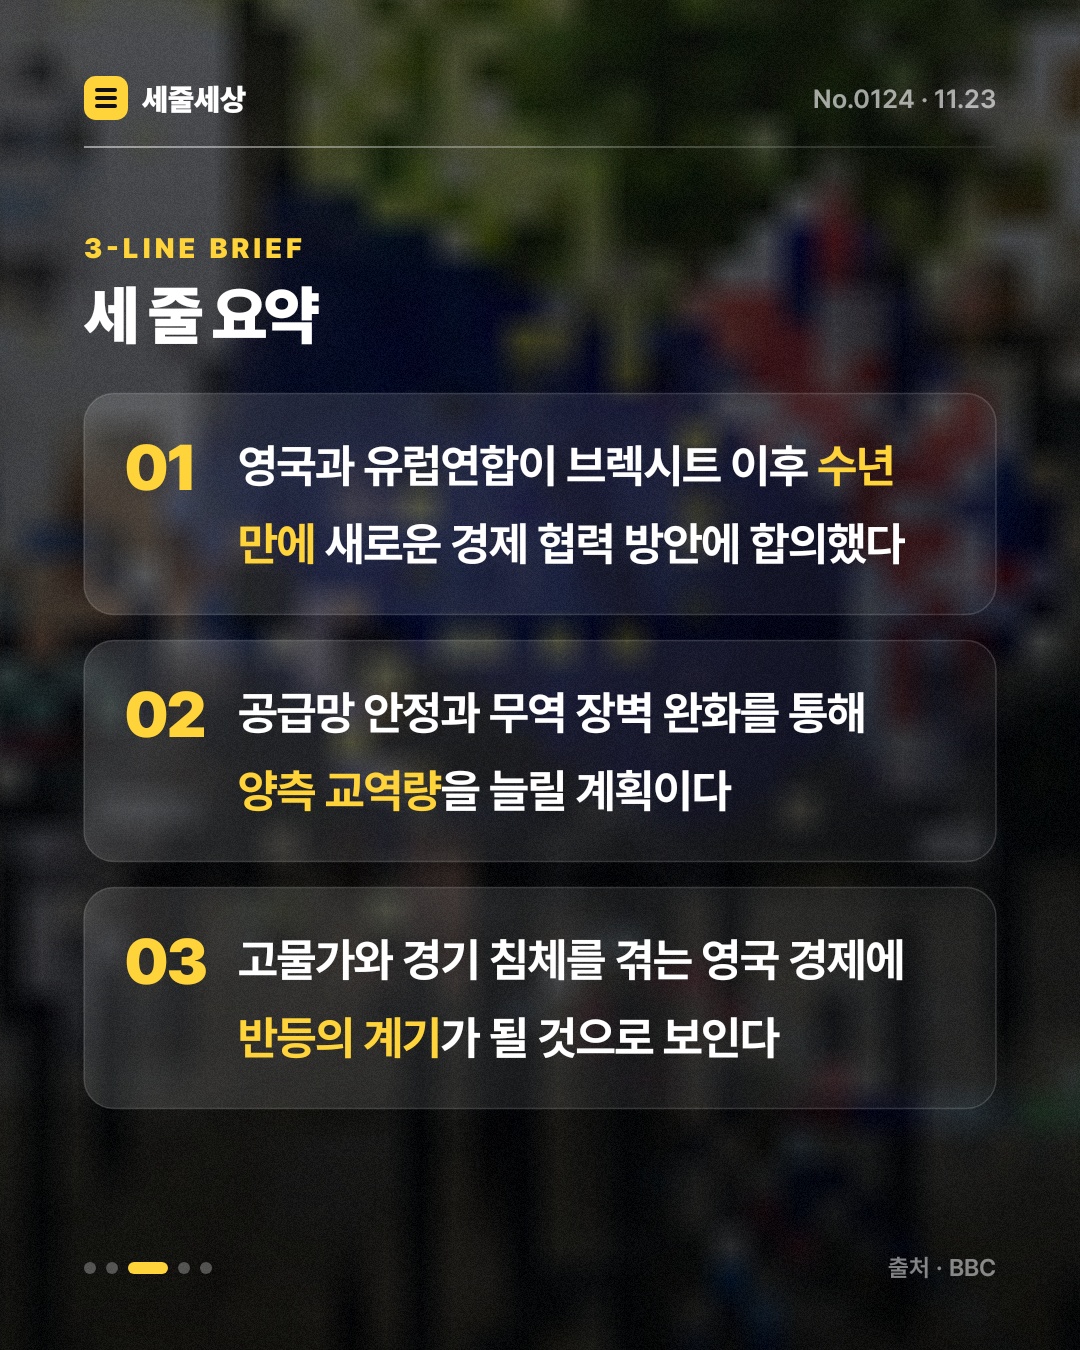 세줄세상
No.0124 · 11.23
3-LINE BRIEF
세 줄 요약
01
영국과 유럽연합이 브렉시트 이후 수년
만에 새로운 경제 협력 방안에 합의했다
02
공급망 안정과 무역 장벽 완화를 통해
양측 교역량을 늘릴 계획이다
03
고물가와 경기 침체를 겪는 영국 경제에
반등의 계기가 될 것으로 보인다
출처 · BBC